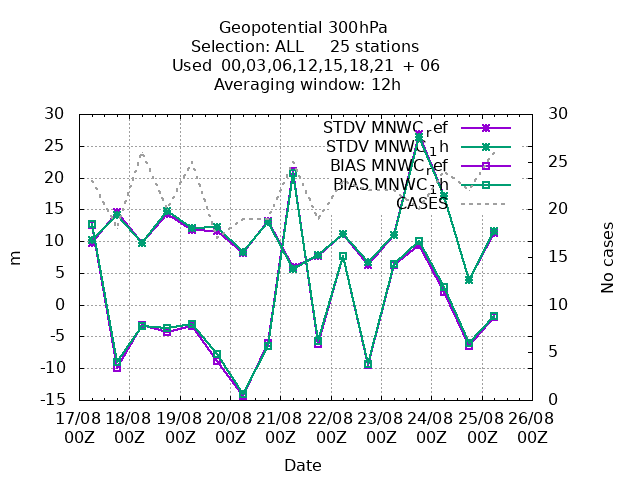 Geopotential 300hPa
Selection: ALL 25 stations
Used 00,03,06,12,15,18,21 + 06
Averaging window: 12h
30
25
20
15
10
5
0
-5
-10
-15
m
30
25
20
15
10
5
0
No cases
STDV MNWC_ref
STDV MNWC_1h
BIAS MNWC_ref
BIAS MNWC_1h
CASES
17/08 18/08 19/08 20/08 21/08 22/08 23/08 24/08 25/08 26/08
00Z 00Z 00Z 00Z 00Z 00Z 00Z 00Z 00Z 00Z
Date